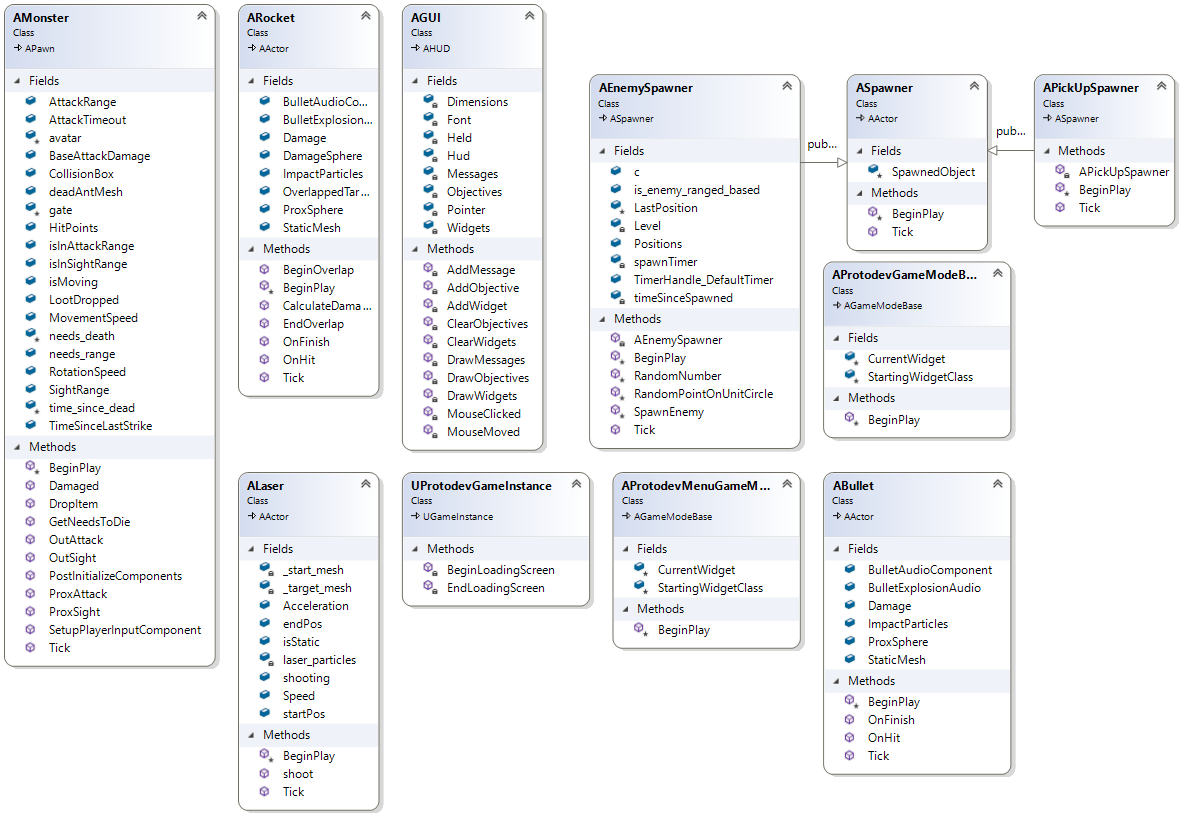 AMonster
Class
APawn
Fields
AttackRange
AttackTimeout
avatar
BaseAttackDamage
CollisionBox
deadAntMesh
gate
HitPoints
isInAttackRange
isInSightRange
isMoving
LootDropped
MovementSpeed
needs_death
needs_range
RotationSpeed
SightRange
time_since_dead
TimeSinceLastStrike
Methods
BeginPlay
Damaged
DropItem
GetNeedsToDie
OutAttack
OutSight
PostInitializeComponents
ProxAttack
ProxSight
SetupPlayerInputComponent
Tick
ARocket
Class
AActor
Fields
BulletAudioCo...
BulletExplosion...
Damage
DamageSphere
ImpactParticles
OverlappedTar...
ProxSphere
StaticMesh
Methods
BeginOverlap
BeginPlay
CalculateDama...
EndOverlap
OnFinish
OnHit
Tick
AGUI
Class
AHUD
Fields
Dimensions
Font
Held
Hud
Messages
Objectives
Pointer
Widgets
Methods
AddMessage
AddObjective
AddWidget
ClearObjectives
ClearWidgets
DrawMessages
DrawObjectives
DrawWidgets
MouseClicked
MouseMoved
AEnemySpawner
Class
ASpawner
Fields
c
is_enemy_ranged_based
LastPosition
Level
Positions
spawnTimer
TimerHandle_DefaultTimer
timeSinceSpawned
Methods
AEnemySpawner
BeginPlay
RandomNumber
RandomPointOnUnitCircle
SpawnEnemy
Tick
pub...
ASpawner
Class
AActor
Fields
SpawnedObject
Methods
BeginPlay
Tick
pub...
APickUpSpawner
Class
ASpawner
Methods
APickUpSpawner
BeginPlay
Tick
AProtodevGameModeB...
Class
AGameModeBase
Fields
CurrentWidget
StartingWidgetClass
Methods
BeginPlay
ALaser
Class
AActor
Fields
_start_mesh
_target_mesh
Acceleration
endPos
isStatic
laser_particles
shooting
Speed
startPos
Methods
BeginPlay
shoot
Tick
UProtodevGameInstance
Class
UGameInstance
Methods
BeginLoadingScreen
EndLoadingScreen
AProtodevMenuGameM...
Class
AGameModeBase
Fields
CurrentWidget
StartingWidgetClass
Methods
BeginPlay
ABullet
Class
AActor
Fields
BulletAudioComponent
BulletExplosionAudio
Damage
ImpactParticles
ProxSphere
StaticMesh
Methods
BeginPlay
OnFinish
OnHit
Tick